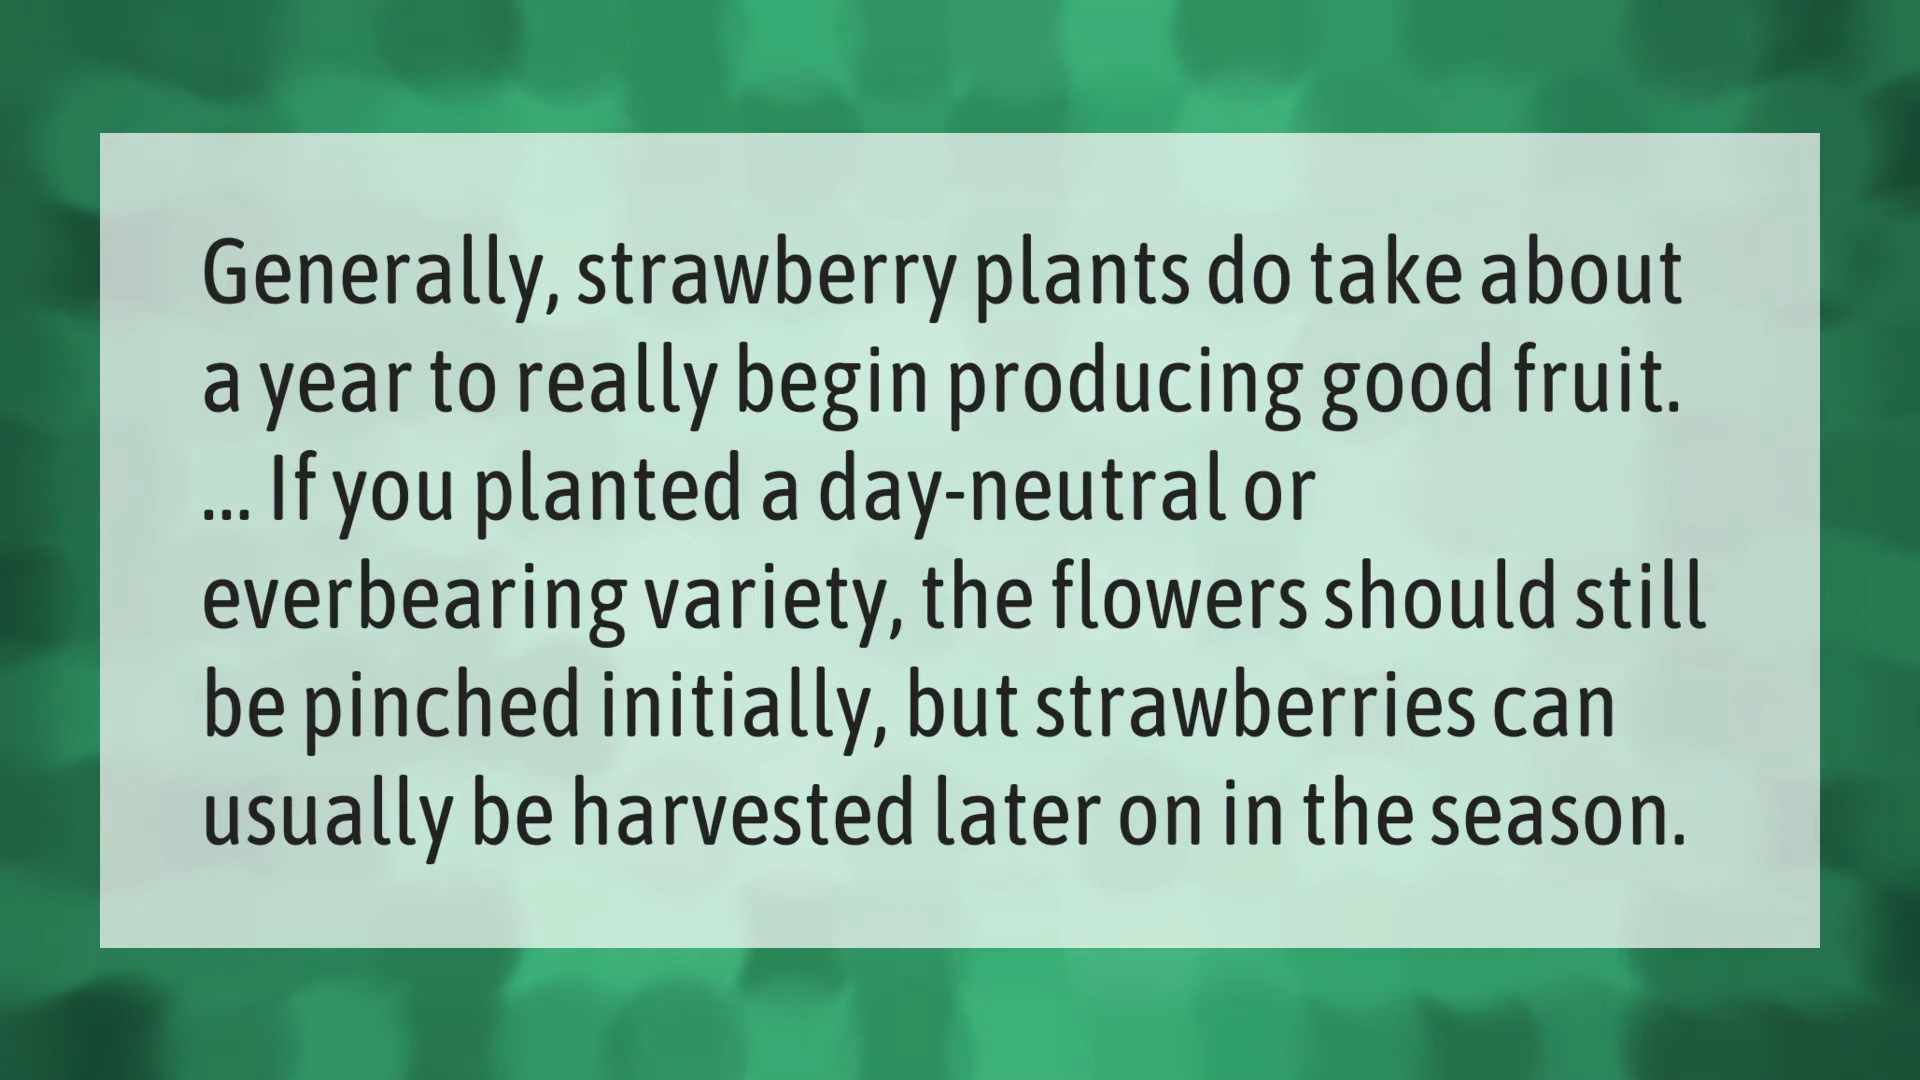 Generally, strawberry plants do take about
a year to really begin producing good fruit.
... If you planted a day-neutral or
everbearing variety, the flowers should still
be pinched initially, but strawberries can
usually be harvested later on in the season.